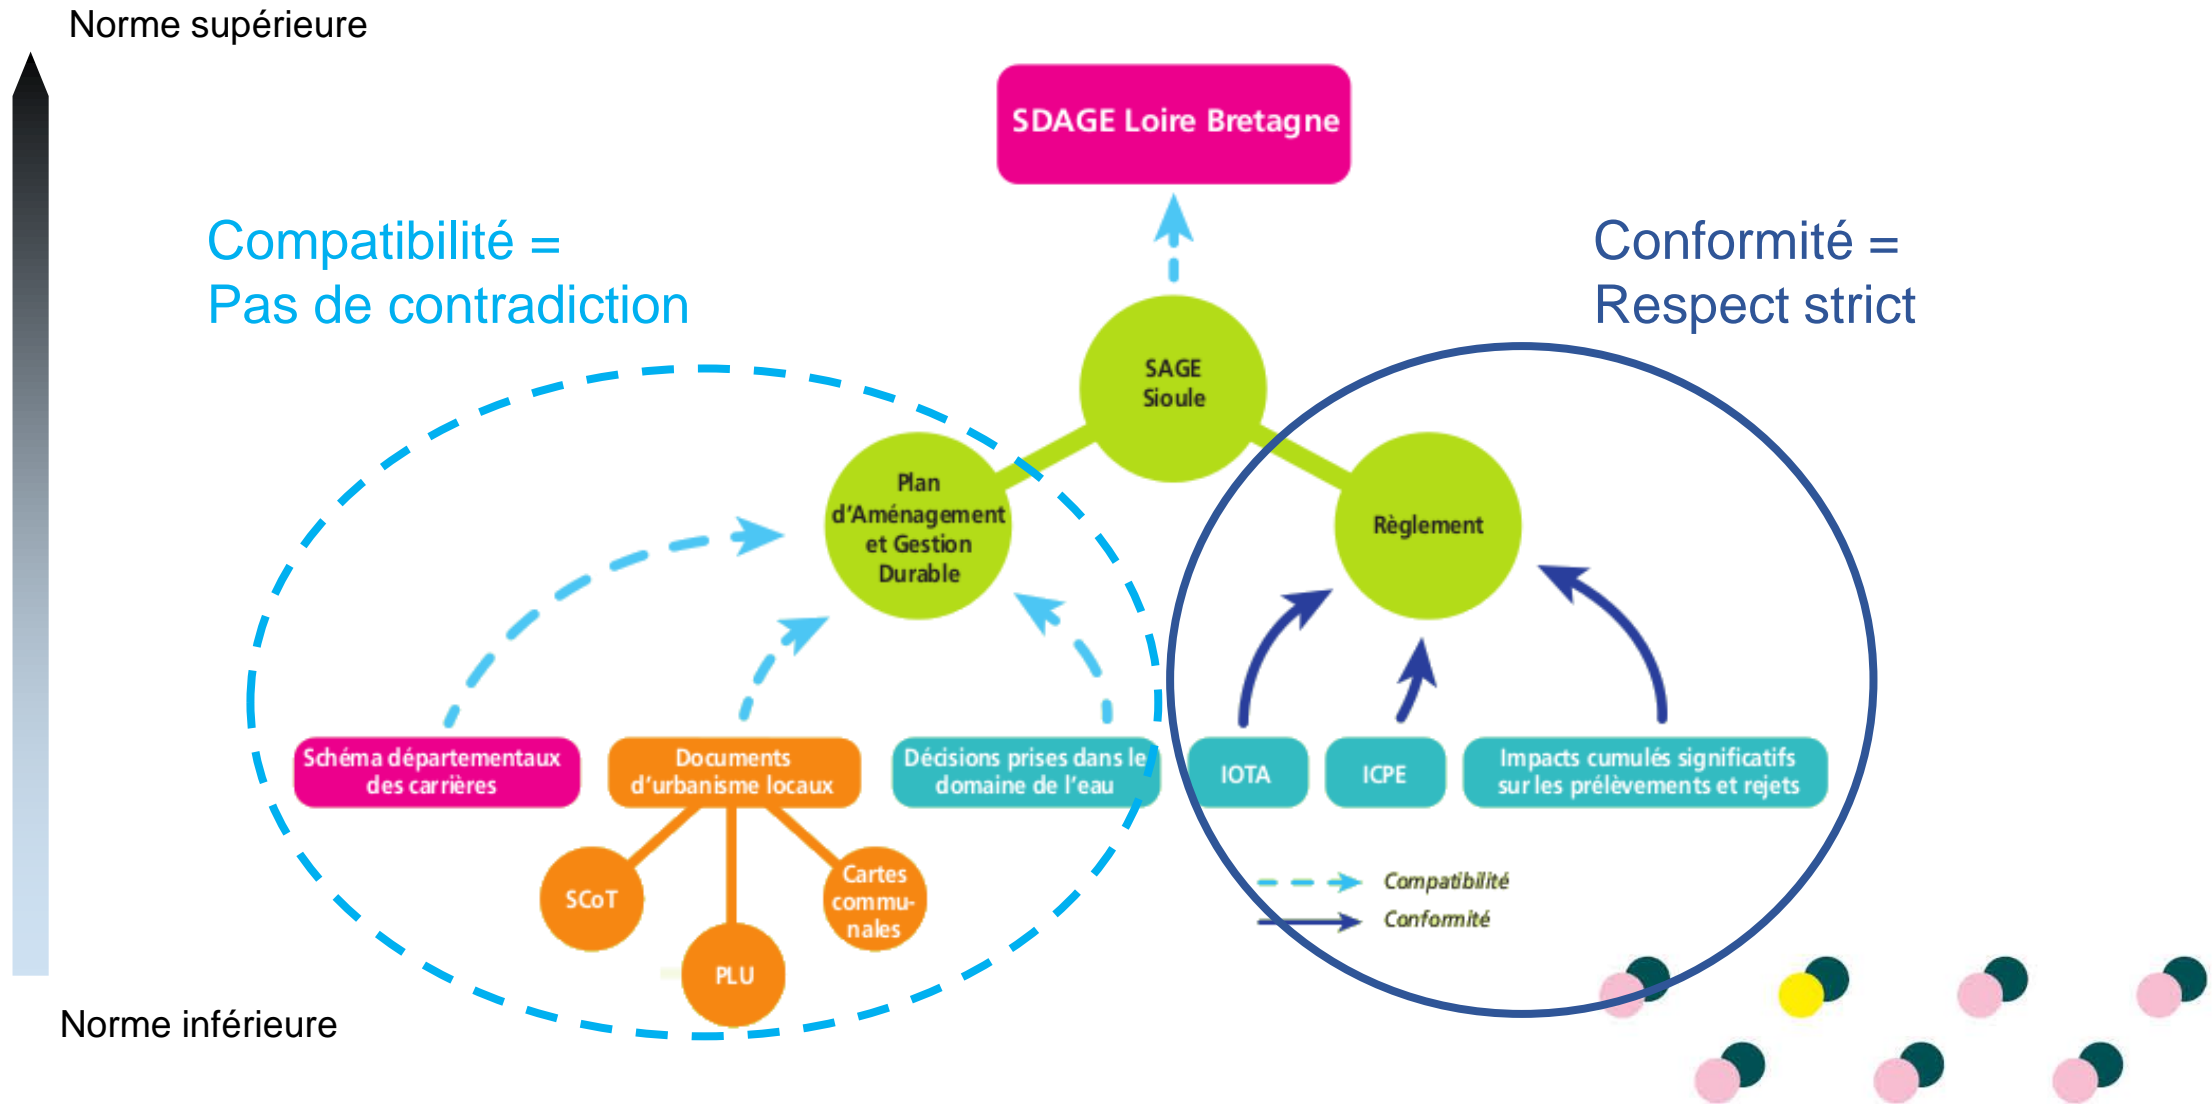 Norme supérieure
SDAGE Loire Bretagne
Compatibilité =
Pas de contradiction
Conformité =
Respect strict
SAGE
Sioule
Plan
d'Aménagement
et Gestion
Durable
Règlement
Schéma départementaux
des carrières
Documents
d'urbanisme locaux
Décisions prises dans le
domaine de l'eau
IOTA
ICPE
Impacts cumulés significatifs
sur les prélèvements et rejets
SCoT
PLU
Cartes
commu-
nales
Compatibilité
Conformité
Norme inférieure